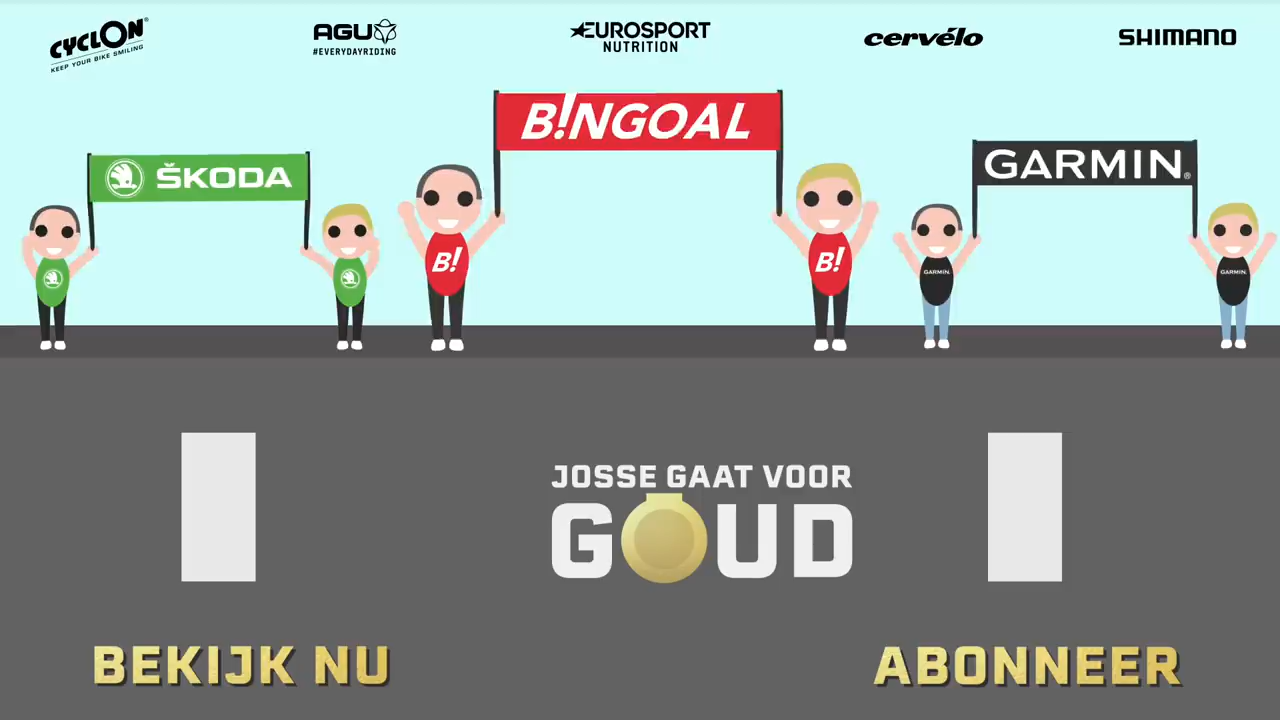 CYCLON®
KEEP YOUR BIKE SMILING
AGU
#EVERYDAYRIDING
EUROSPORT
NUTRITION
cervélo
SHIMANO
B!NGOAL
ŠKODA
GARMIN®
B!
B!
GARMIN
GARMIN
JOSSE GAAT VOOR
GOUD
BEKIJK NU
ABONNEER